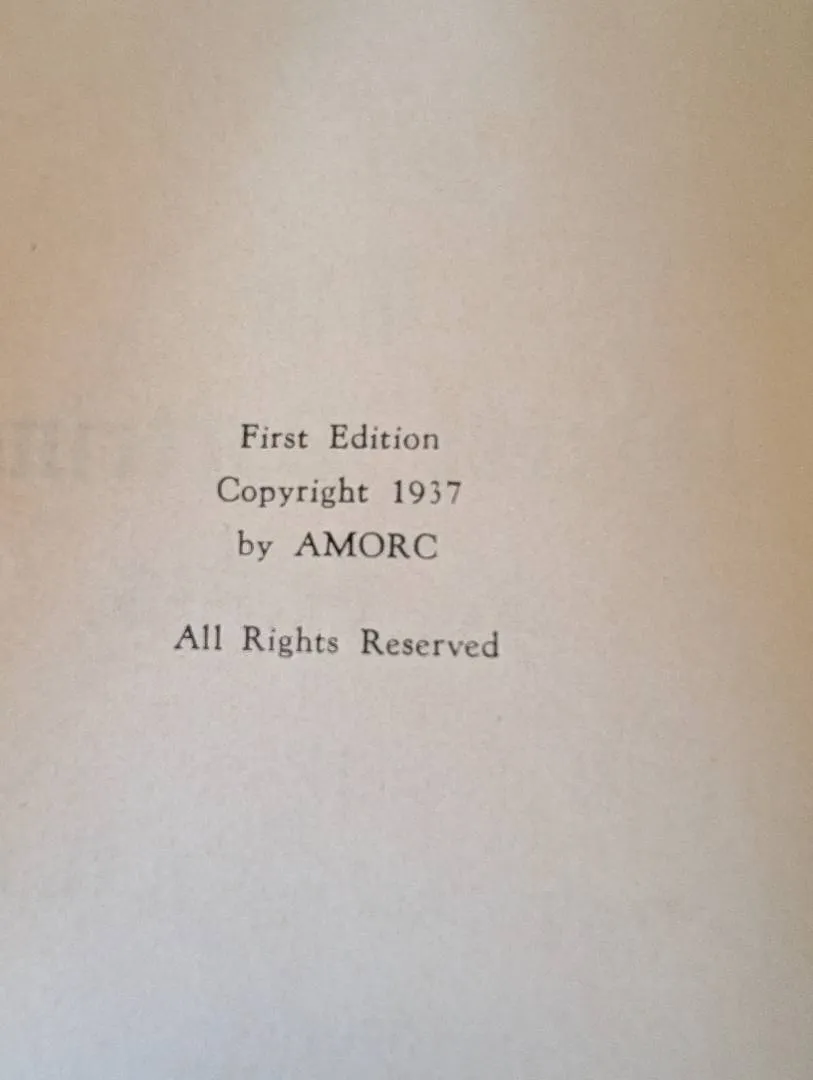 First Edition
Copyright 1937
by AMORC
All Rights Reserved